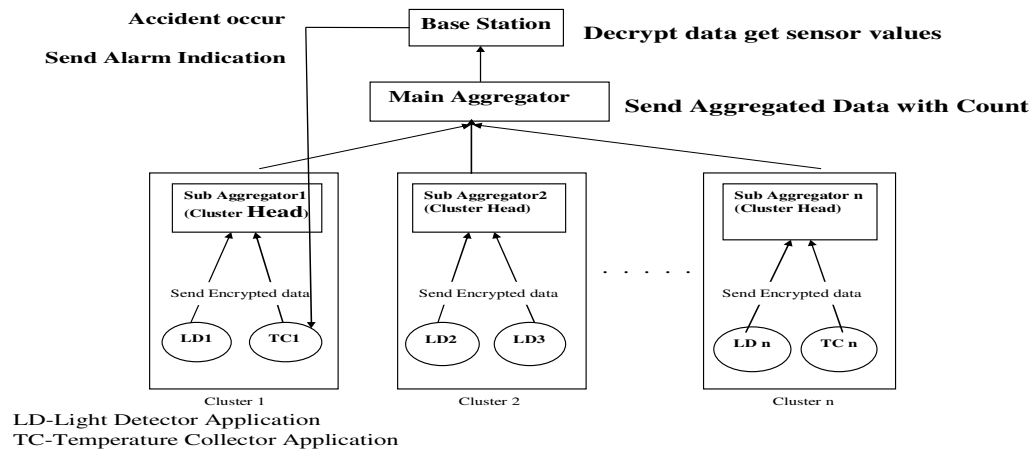 Accident occur
Base Station
Decrypt data get sensor values
Send Alarm Indication
Main Aggregator
Send Aggregated Data with Count
Sub Aggregator1
(Cluster Head)
Sub Aggregator2
(Cluster Head)
Sub Aggregator n
(Cluster Head)
. . . . .
Send Encrypted data
Send Encrypted data
Send Encrypted data
LD1
TC1
LD2
LD3
LD n
TC n
Cluster 1
Cluster 2
Cluster n
LD-Light Detector Application
TC-Temperature Collector Application